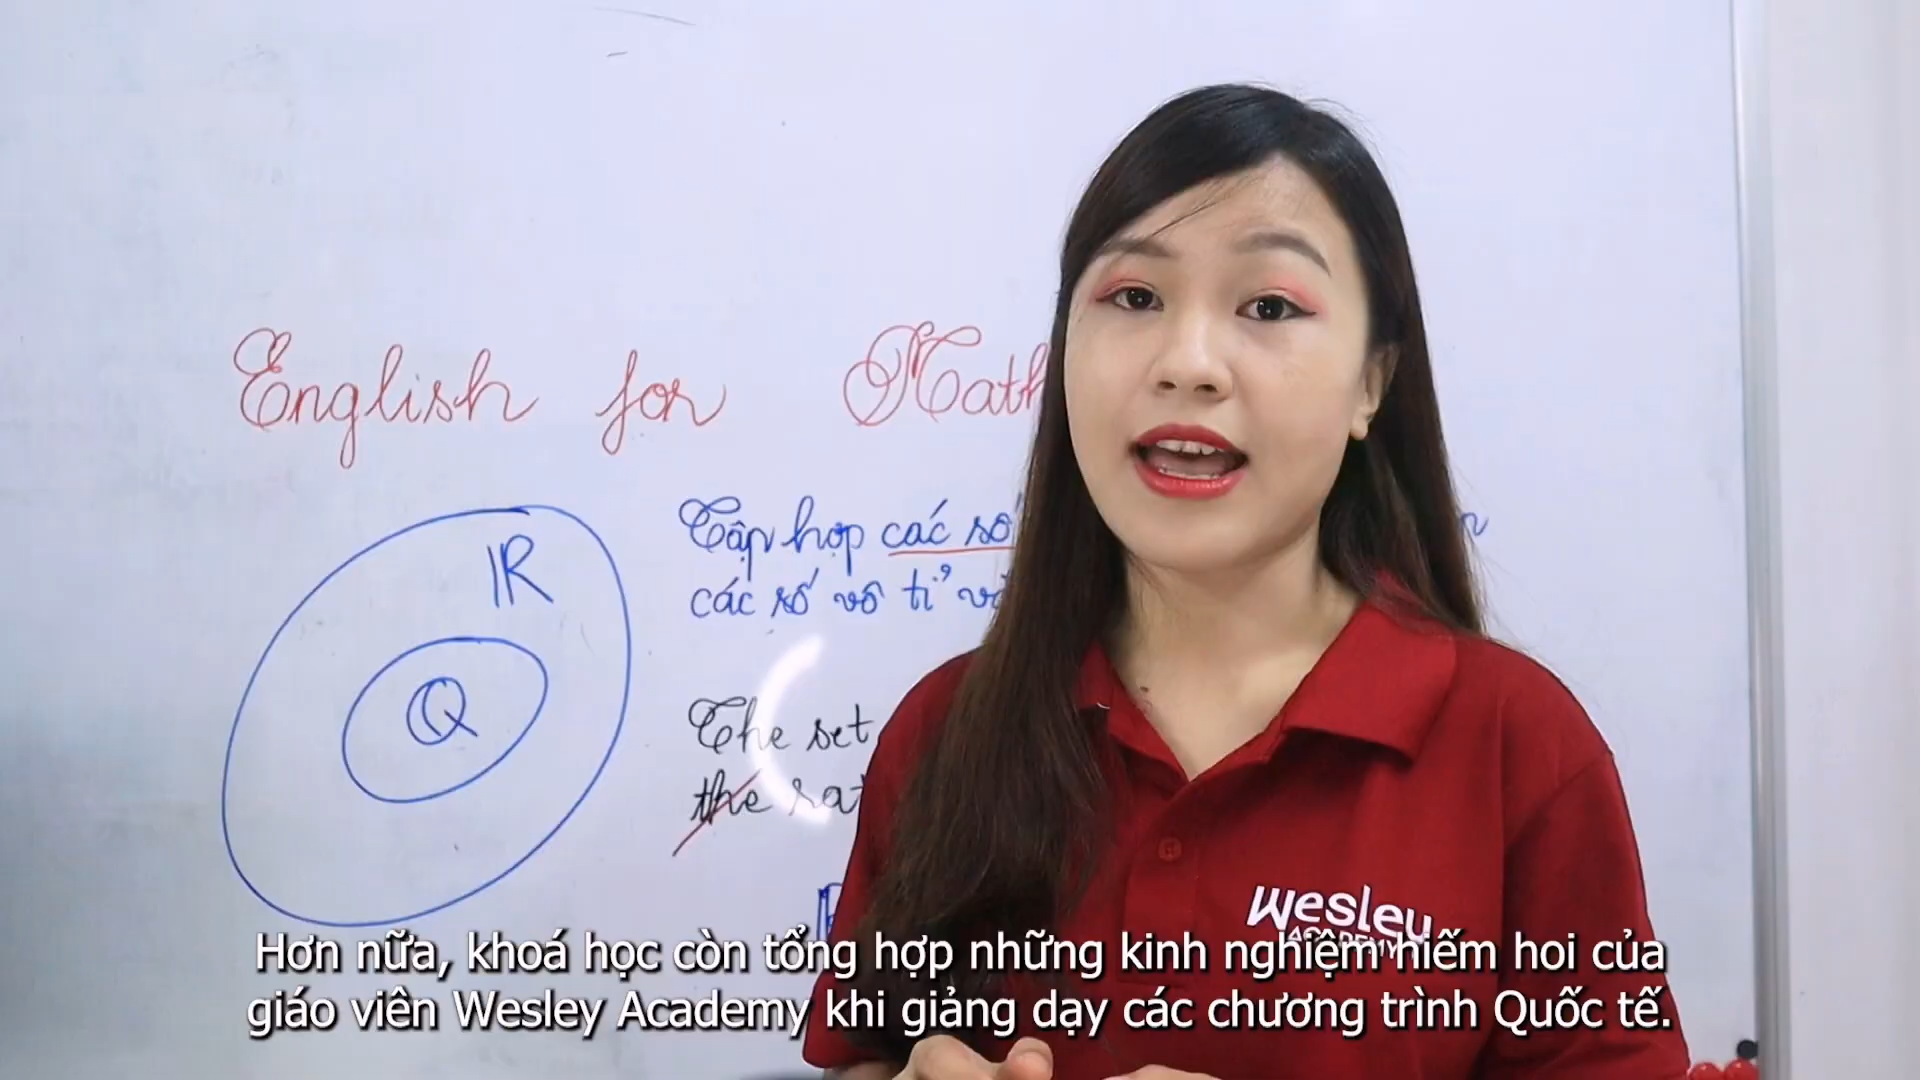 English for Math
IR
Q
Tập hợp các số
các số vô tỉ và
The set
the
Wesley
ACADEMY
Hơn nữa, khoá học còn tổng hợp những kinh nghiệm hiếm hoi của
giáo viên Wesley Academy khi giảng dạy các chương trình Quốc tế.